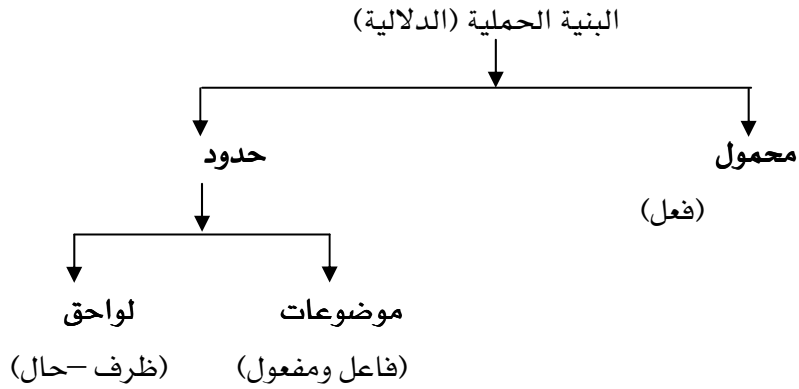 البنية الحملية (الدلالية)
محمول
حدود
(فعل)
موضوعات
لواحق
(فاعل ومفعول)
(ظرف – حال)